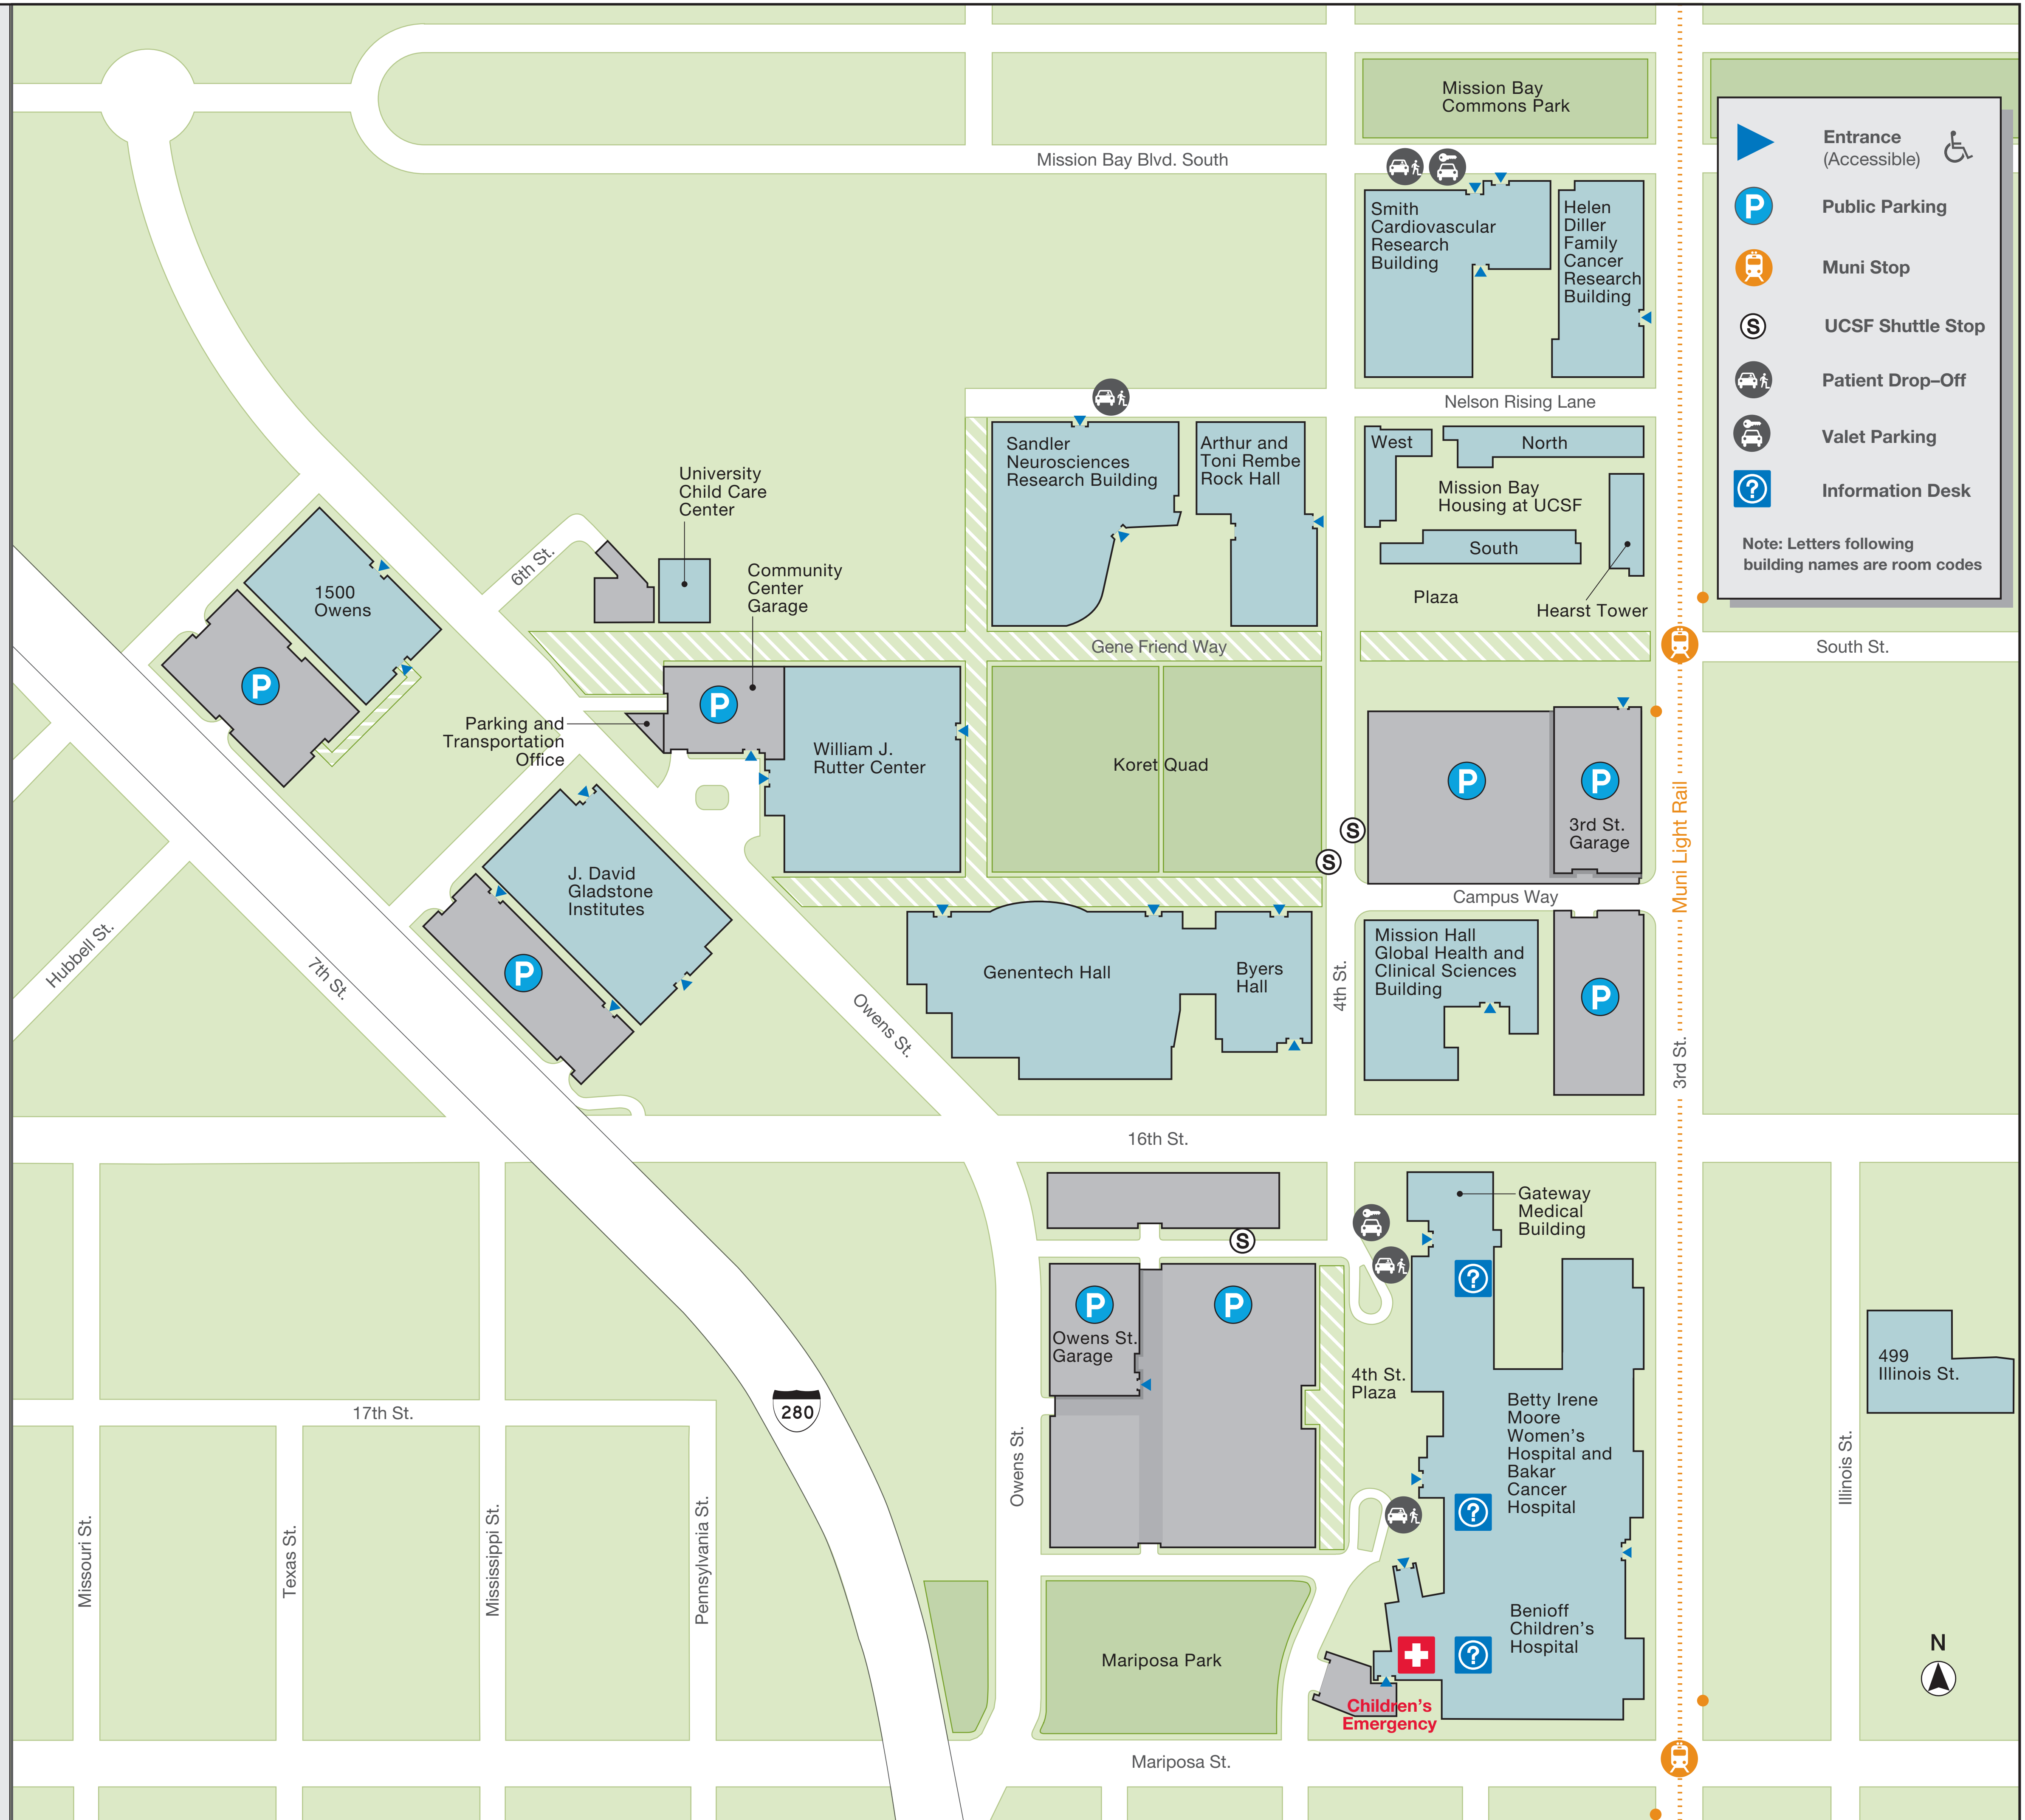 Mission Bay
Commons Park
Mission Bay Blvd. South
Entrance
(Accessible)
P
Public Parking
Muni Stop
S
UCSF Shuttle Stop
Patient Drop–Off
Valet Parking
?
Information Desk
Note: Letters following
building names are room codes
Smith
Cardiovascular
Research
Building
Helen
Diller
Family
Cancer
Research
Building
Nelson Rising Lane
Sandler
Neurosciences
Research Building
Arthur and
Toni Rembe
Rock Hall
West
North
Mission Bay
Housing at UCSF
South
Plaza
Hearst Tower
University
Child Care
Center
Community
Center
Garage
6th St.
1500
Owens
P
Gene Friend Way
South St.
P
Parking and
Transportation
Office
William J.
Rutter Center
Koret Quad
P
P
3rd St.
Garage
S
S
Muni Light Rail
Campus Way
J. David
Gladstone
Institutes
P
Hubbell St.
7th St.
Owens St.
Genentech Hall
Byers
Hall
4th St.
Mission Hall
Global Health and
Clinical Sciences
Building
P
3rd St.
16th St.
Gateway
Medical
Building
S
?
P
Owens St.
Garage
P
4th St.
Plaza
499
Illinois St.
280
17th St.
Betty Irene
Moore
Women's
Hospital and
Bakar
Cancer
Hospital
?
Owens St.
Illinois St.
Missouri St.
Texas St.
Mississippi St.
Pennsylvania St.
Benioff
Children's
Hospital
?
Mariposa Park
Children's
Emergency
N
Mariposa St.